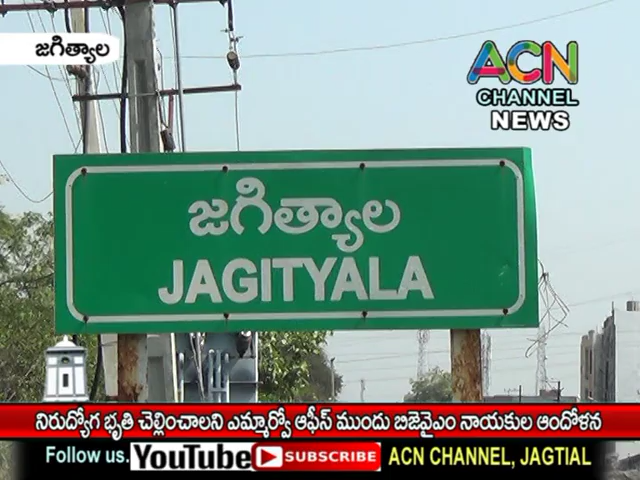 జగిత్యాల
ACN
CHANNEL
NEWS
జగిత్యాల
JAGITYALA
నిరుద్యోగ భృతి చెల్లించాలని ఎమ్మార్వో ఆఫీస్ ముందు బిజెవైఎం నాయకుల ఆందోళన
Follow us. YouTube SUBSCRIBE ACN CHANNEL, JAGTIAL